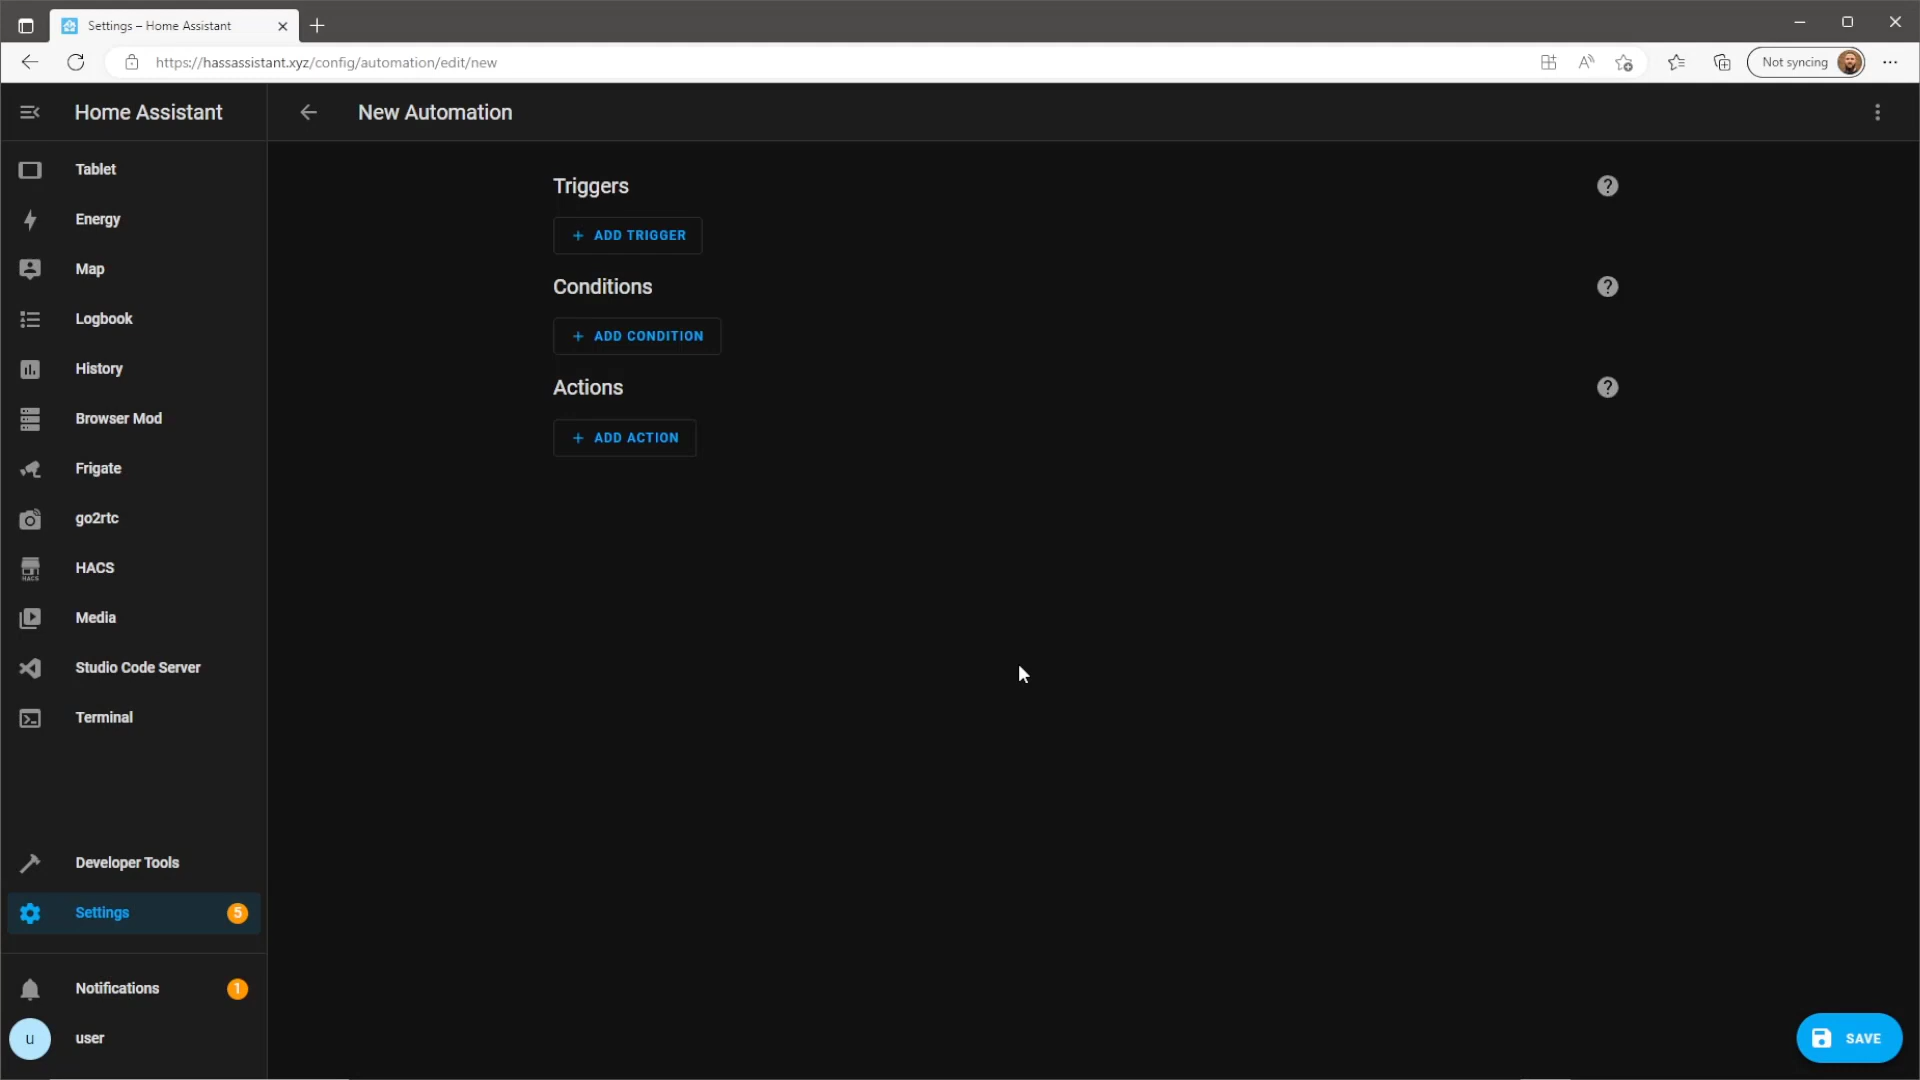 Settings – Home Assistant
https://hassassistant.xyz/config/automation/edit/new
Not syncing
Home Assistant
New Automation
Tablet
Energy
Map
Logbook
History
Browser Mod
Frigate
go2rtc
HACS
HACS
Media
Studio Code Server
Terminal
Developer Tools
Settings
5
Notifications
1
u
user
Triggers
?
+ ADD TRIGGER
Conditions
?
+ ADD CONDITION
Actions
?
+ ADD ACTION
SAVE